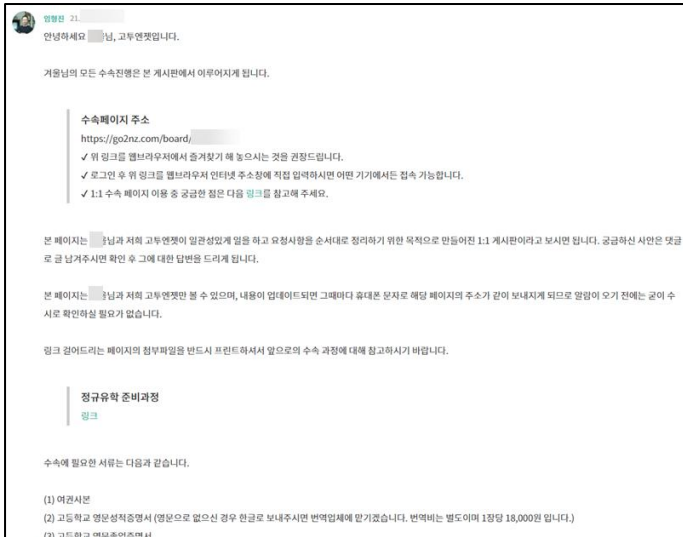 임형진 21.
안녕하세요 님, 고투엔젯입니다.
겨울님의 모든 수속진행은 본 게시판에서 이루어지게 됩니다.
수속페이지 주소
https://go2nz.com/board/
✓ 위 링크를 웹브라우저에서 즐겨찾기 해 놓으시는 것을 권장드립니다.
✓ 로그인 후 위 링크를 웹브라우저 인터넷 주소창에 직접 입력하시면 어떤 기기에서든 접속 가능합니다.
✓ 1:1 수속 페이지 이용 중 궁금한 점은 다음 링크를 참고해 주세요.
본 페이지는 님과 저희 고투엔젯이 일관성있게 일을 하고 요청사항을 순서대로 정리하기 위한 목적으로 만들어진 1:1 게시판이라고 보시면 됩니다. 궁금하신 사안은 댓글
로 글 남겨주시면 확인 후 그에 대한 답변을 드리게 됩니다.
본 페이지는 님과 저희 고투엔젯만 볼 수 있으며, 내용이 업데이트되면 그때마다 휴대폰 문자로 해당 페이지의 주소가 같이 보내지게 되므로 알람이 오기 전에는 굳이 수
시로 확인하실 필요가 없습니다.
링크 걸어드리는 페이지의 첨부파일을 반드시 프린트하셔서 앞으로의 수속 과정에 대해 참고하시기 바랍니다.
정규유학 준비과정
링크
수속에 필요한 서류는 다음과 같습니다.
(1) 여권사본
(2) 고등학교 영문성적증명서 (영문으로 없으신 경우 한글로 보내주시면 번역업체에 맡기겠습니다. 번역비는 별도이며 1장당 18,000원 입니다.)
(3) 고등학교 영문졸업증명서